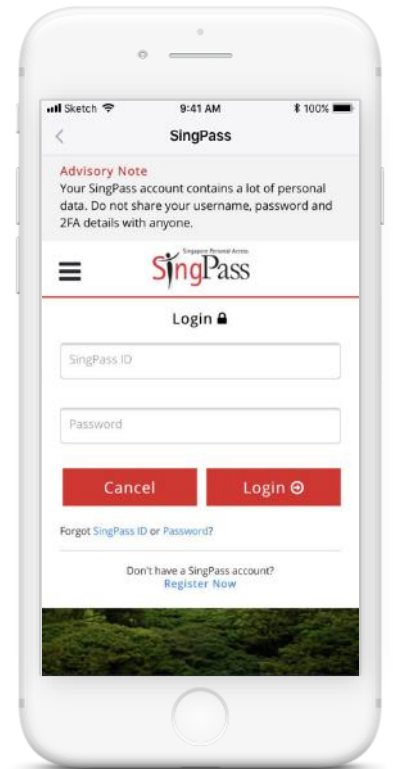 Sketch 9:41 AM 100%
SingPass
Advisory Note
Your SingPass account contains a lot of personal
data. Do not share your username, password and
2FA details with anyone.
Singapore Personal Access
SingPass
Login
SingPass ID
Password
Cancel Login
Forgot SingPass ID or Password?
Don't have a SingPass account?
Register Now